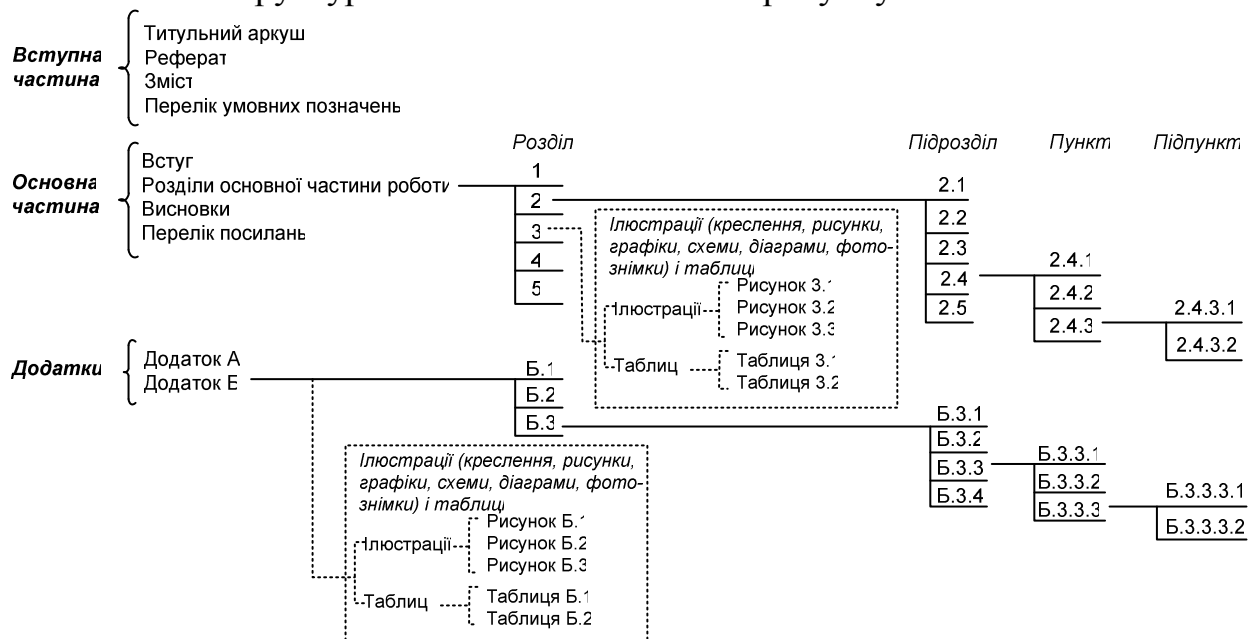 Вступна
частина
Титульний аркуш
Реферат
Зміст
Перелік умовних позначень
Основна
частина
Вступ
Розділи основної частини роботи
Висновки
Перелік посилань
Розділ
1
2
3
4
5
Підрозділ
2.1
2.2
2.3
2.4
2.5
Пункт
2.4.1
2.4.2
2.4.3
Підпункт
2.4.3.1
2.4.3.2
Ілюстрації (креслення, рисунки,
графіки, схеми, діаграми, фото-
знімки) і таблиці
Ілюстрації
Рисунок 3.1
Рисунок 3.2
Рисунок 3.3
Таблиц
Таблиця 3.1
Таблиця 3.2
Додатки
Додаток А
Додаток Б
Б.1
Б.2
Б.3
Б.3.1
Б.3.2
Б.3.3
Б.3.4
Б.3.3.1
Б.3.3.2
Б.3.3.3
Б.3.3.3.1
Б.3.3.3.2
Ілюстрації (креслення, рисунки,
графіки, схеми, діаграми, фото-
знімки) і таблиці
Ілюстрації
Рисунок Б.1
Рисунок Б.2
Рисунок Б.3
Таблиц
Таблиця Б.1
Таблиця Б.2